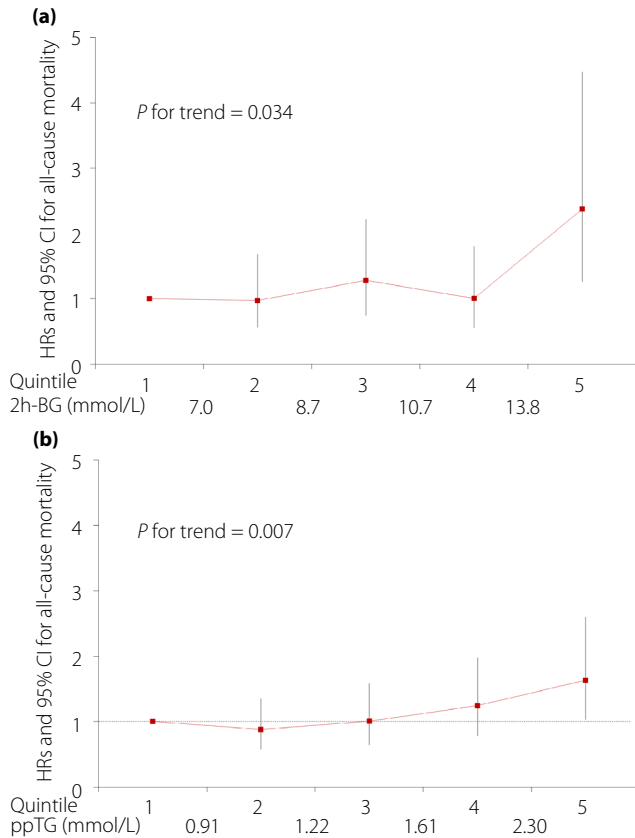 (a)
HRs and 95% CI for all-cause mortality
5
4
3
2
1
0
P for trend = 0.034
Quintile 1 2 3 4 5
2h-BG (mmol/L) 7.0 8.7 10.7 13.8
(b)
HRs and 95% CI for all-cause mortality
5
4
3
2
1
0
P for trend = 0.007
Quintile 1 2 3 4 5
ppTG (mmol/L) 0.91 1.22 1.61 2.30